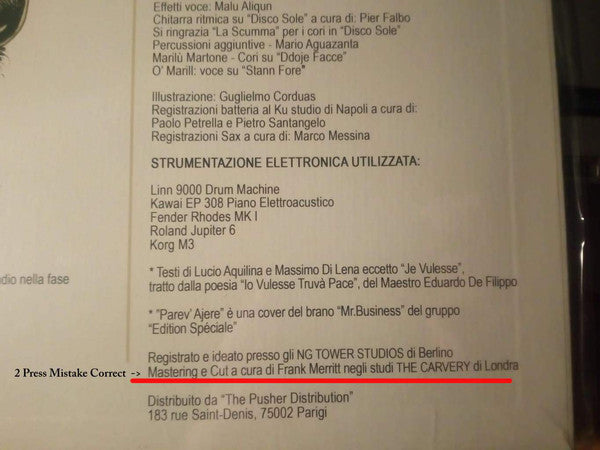 Effetti voce: Malu Aliqun
Chitarra ritmica su "Disco Sole" a cura di: Pier Falbo
Si ringrazia "La Scumma" per i cori in "Disco Sole"
Percussioni aggiuntive - Mario Aguazanta
Marilù Martone - Cori su "Ddoje Facce"
O' Marill: voce su "Stann Fore"
Illustrazione: Guglielmo Corduas
Registrazioni batteria al Ku studio di Napoli a cura di:
Paolo Petrella e Pietro Santangelo
Registrazioni Sax a cura di: Marco Messina
STRUMENTAZIONE ELETTRONICA UTILIZZATA:
Linn 9000 Drum Machine
Kawai EP 308 Piano Elettroacustico
Fender Rhodes MK I
Roland Jupiter 6
Korg M3
dio nella fase
* Testi di Lucio Aquilina e Massimo Di Lena eccetto "Je Vulesse",
tratto dalla poesia "Io Vulesse Truvà Pace", del Maestro Eduardo De Filippo.
* "Parev' Ajere" è una cover del brano "Mr.Business" del gruppo
"Edition Spéciale"
Registrato e ideato presso gli NG TOWER STUDIOS di Berlino
2 Press Mistake Correct -> Mastering e Cut a cura di Frank Merritt negli studi THE CARVERY di Londra
Distribuito da "The Pusher Distribution"
183 rue Saint-Denis, 75002 Parigi